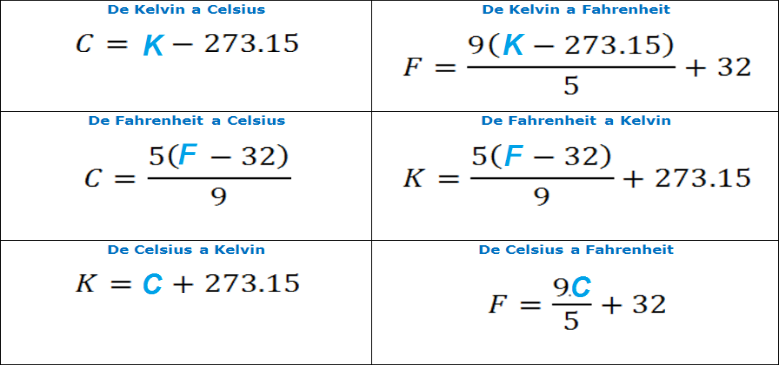 De Kelvin a Celsius
C = K − 273.15
De Kelvin a Fahrenheit
F = 9(K − 273.15)/5 + 32
De Fahrenheit a Celsius
C = 5(F − 32)/9
De Fahrenheit a Kelvin
K = 5(F − 32)/9 + 273.15
De Celsius a Kelvin
K = C + 273.15
De Celsius a Fahrenheit
F = 9.C/5 + 32